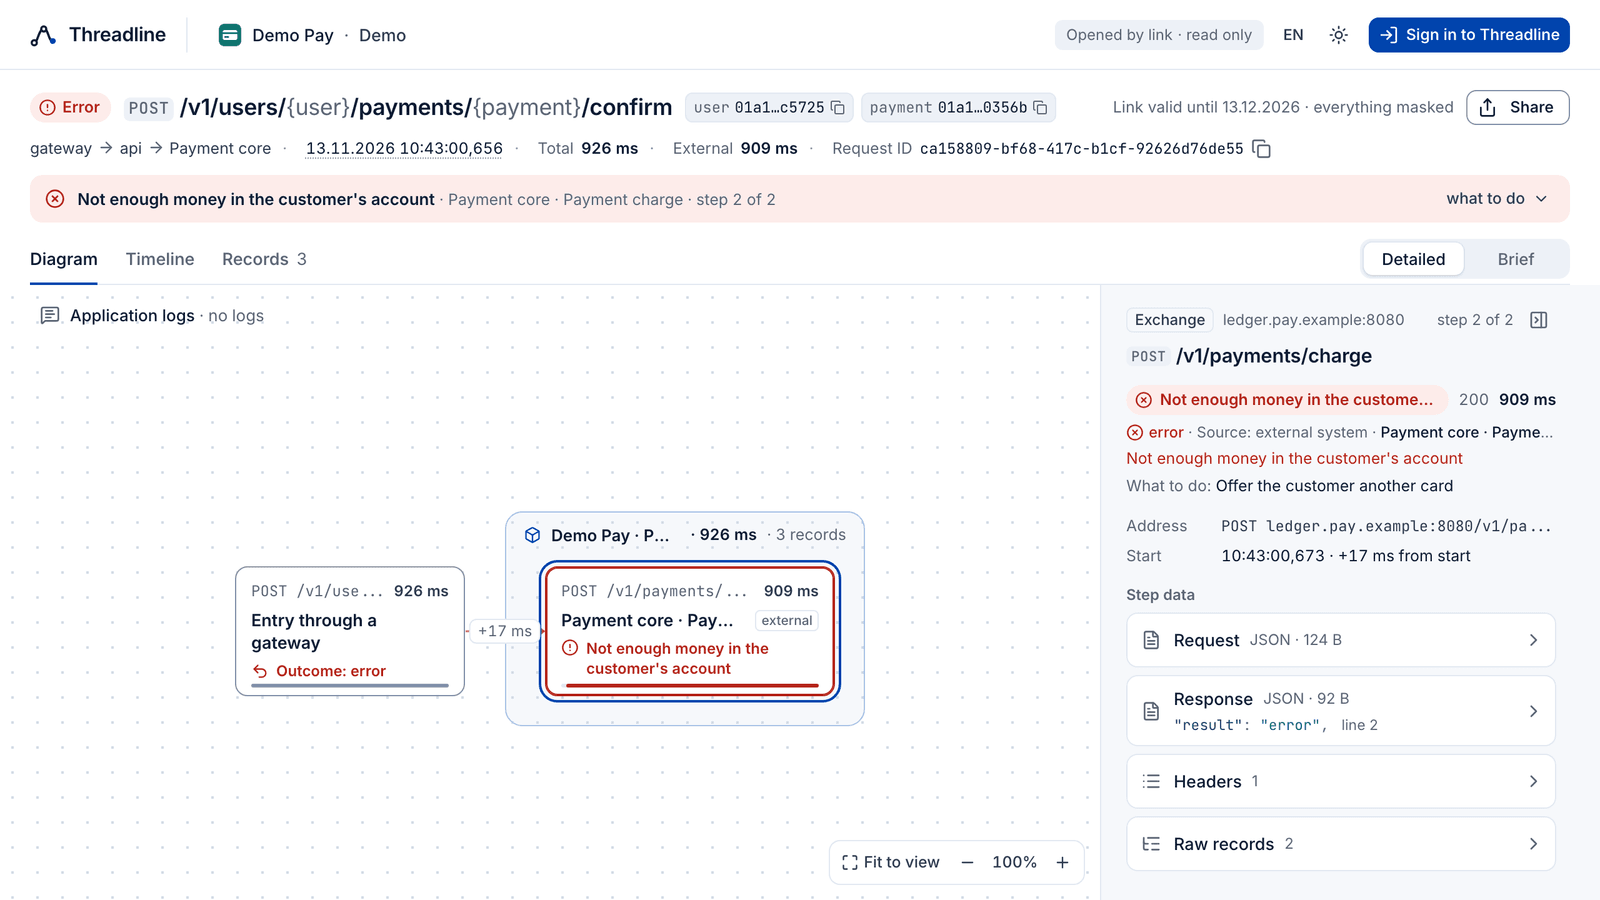 Threadline
Demo Pay · Demo
Opened by link · read only
EN
Sign in to Threadline
Error
POST /v1/users/{user}/payments/{payment}/confirm
user 01a1…c5725
payment 01a1…0356b
Link valid until 13.12.2026 · everything masked
Share
gateway → api → Payment core · 13.11.2026 10:43:00,656 · Total 926 ms · External 909 ms · Request ID ca158809-bf68-417c-b1cf-92626d76de55
Not enough money in the customer's account · Payment core · Payment charge · step 2 of 2
what to do
Diagram
Timeline
Records 3
Detailed
Brief
Application logs · no logs
Demo Pay · P... · 926 ms · 3 records
POST /v1/use... 926 ms
Entry through a
gateway
Outcome: error
+17 ms
POST /v1/payments/... 909 ms
Payment core · Pay... external
Not enough money in the
customer's account
Fit to view
100%
Exchange ledger.pay.example:8080 step 2 of 2
POST /v1/payments/charge
Not enough money in the custome... 200 909 ms
error · Source: external system · Payment core · Payme...
Not enough money in the customer's account
What to do: Offer the customer another card
Address POST ledger.pay.example:8080/v1/pa...
Start 10:43:00,673 · +17 ms from start
Step data
Request JSON · 124 B
Response JSON · 92 B
"result": "error", line 2
Headers 1
Raw records 2